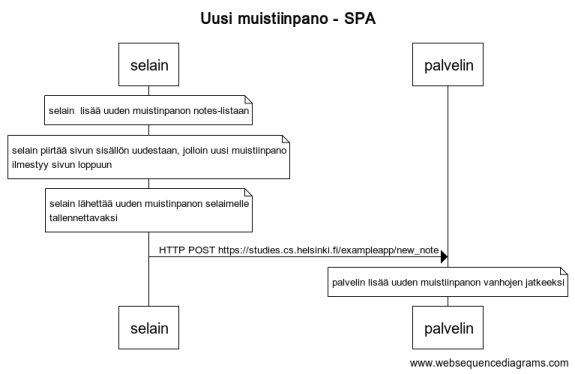 Uusi muistiinpano - SPA
selain
palvelin
selain lisää uuden muistinpanon notes-listaan
selain piirtää sivun sisällön uudestaan, jolloin uusi muistiinpano
ilmestyy sivun loppuun
selain lähettää uuden muistinpanon selaimelle
tallennettavaksi
HTTP POST https://studies.cs.helsinki.fi/exampleapp/new_note
palvelin lisää uuden muistiinpanon vanhojen jatkeeksi
selain
palvelin
www.websequencediagrams.com